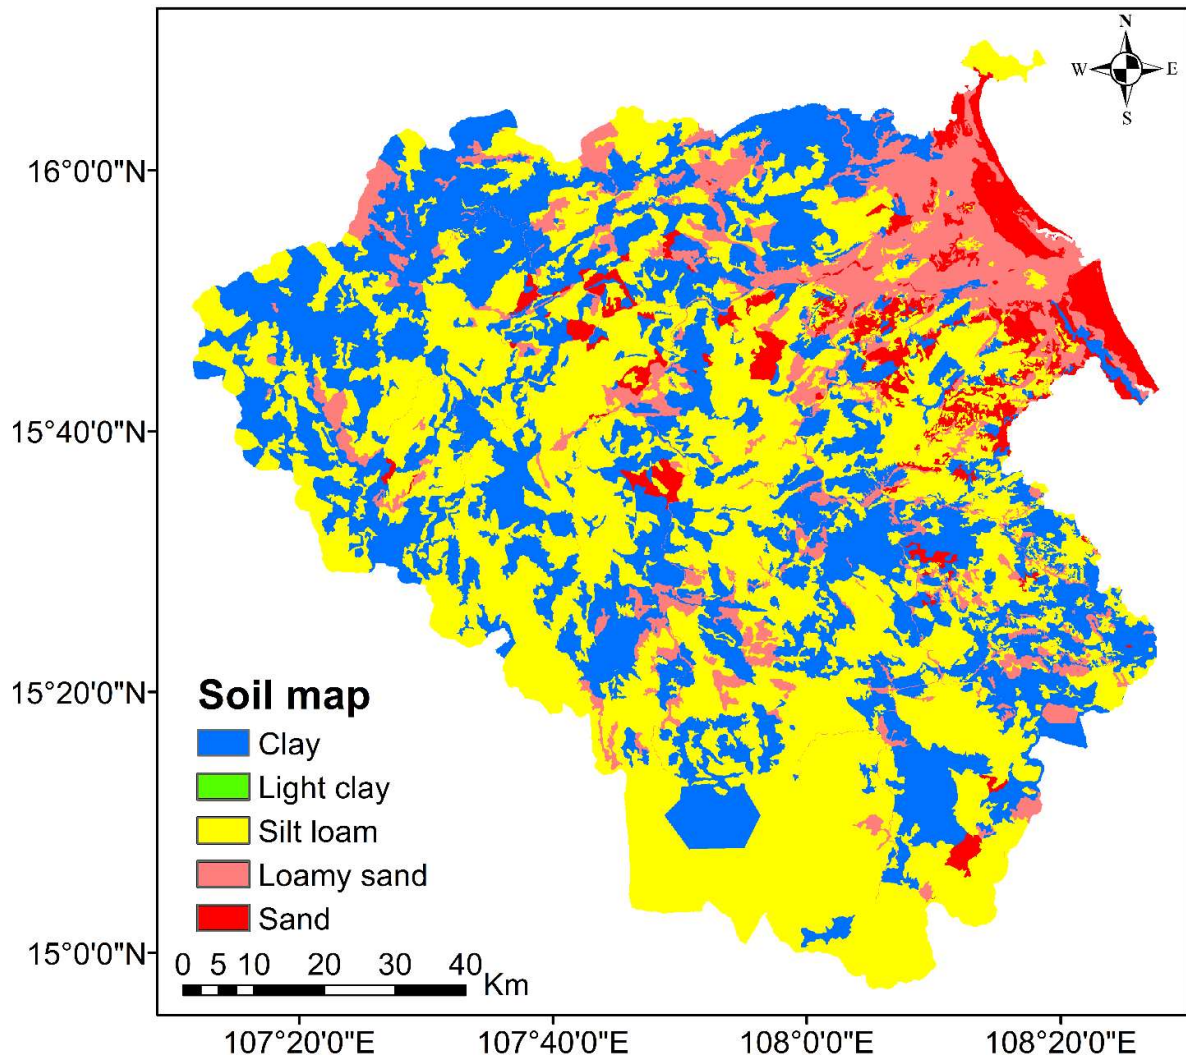 N
W E
S
16°0'0"N
15°40'0"N
15°20'0"N
15°0'0"N
Soil map
Clay
Light clay
Silt loam
Loamy sand
Sand
0 5 10 20 30 40
Km
107°20'0"E 107°40'0"E 108°0'0"E 108°20'0"E